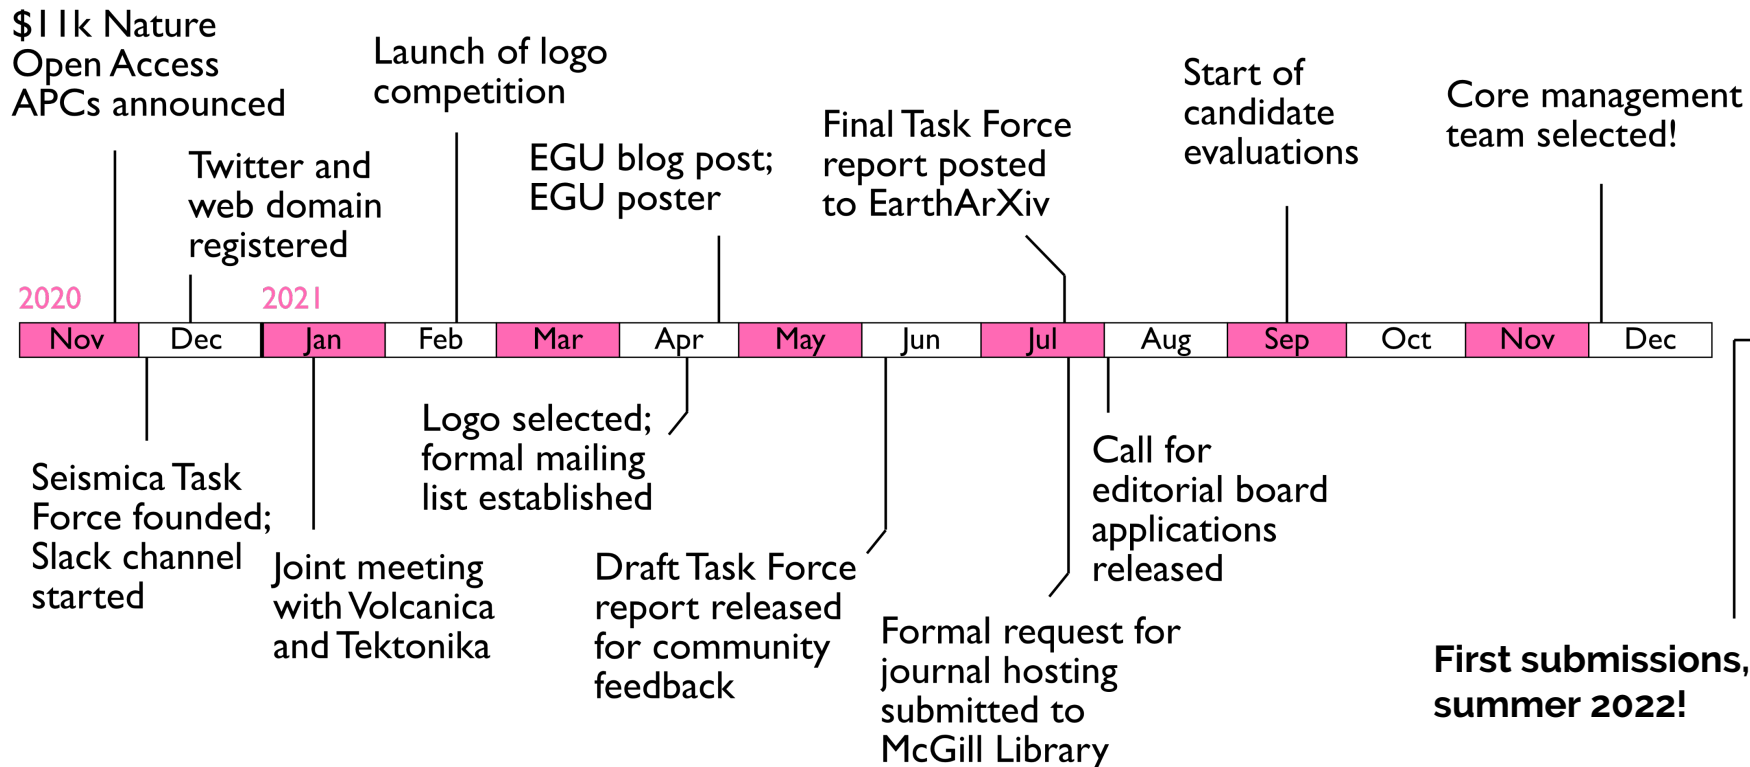 $11k Nature
Open Access
APCs announced
Twitter and
web domain
registered
Launch of logo
competition
EGU blog post;
EGU poster
Final Task Force
report posted
to EarthArXiv
Start of
candidate
evaluations
Core management
team selected!
2020
2021
Nov
Dec
Jan
Feb
Mar
Apr
May
Jun
Jul
Aug
Sep
Oct
Nov
Dec
Seismica Task
Force founded;
Slack channel
started
Joint meeting
with Volcanica
and Tektonika
Logo selected;
formal mailing
list established
Draft Task Force
report released
for community
feedback
Formal request for
journal hosting
submitted to
McGill Library
Call for
editorial board
applications
released
First submissions,
summer 2022!